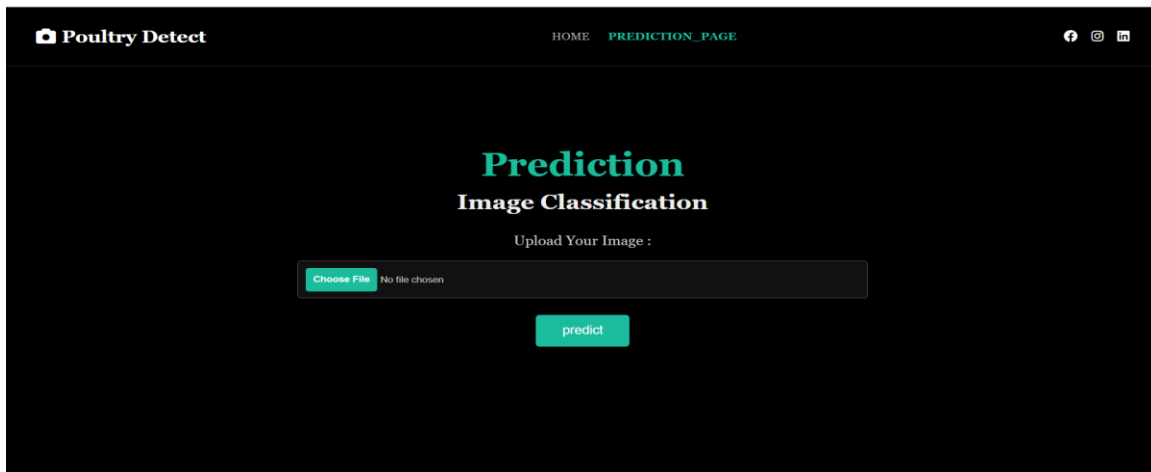 Poultry Detect
HOME PREDICTION_PAGE
Prediction
Image Classification
Upload Your Image :
Choose File No file chosen
predict